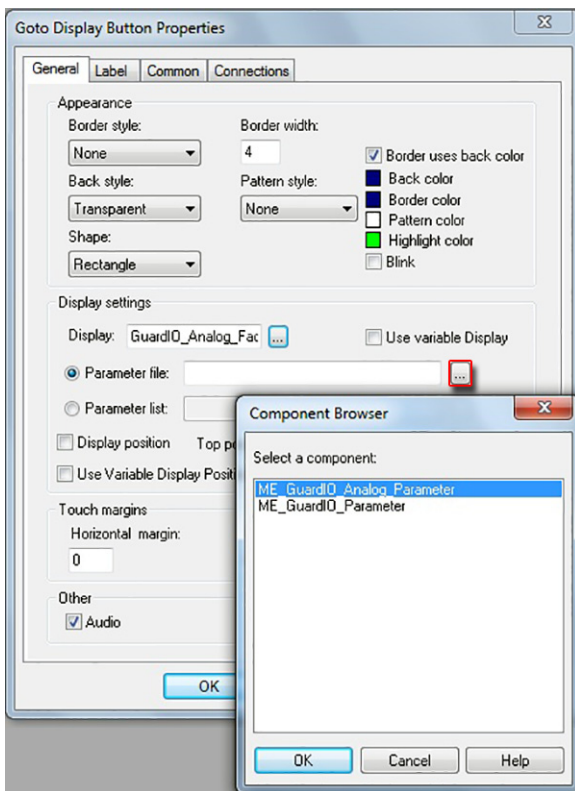 Goto Display Button Properties
General Label Common Connections
Appearance
Border style: Border width:
None 4
Border uses back color
Back style: Pattern style: Back color
Transparent None Border color
Pattern color
Shape: Highlight color
Rectangle Blink
Display settings
Display: GuardIO_Analog_Fac ... Use variable Display
Parameter file: ...
Parameter list:
Display position Top po
Use Variable Display Positi
Touch margins
Horizontal margin:
0
Other
Audio
OK
Component Browser
Select a component:
ME_GuardIO_Analog_Parameter
ME_GuardIO_Parameter
OK Cancel Help